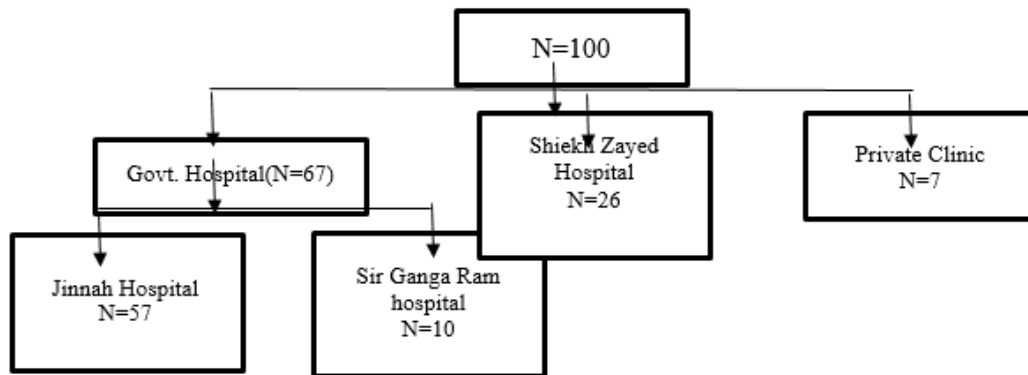 N=100
Govt. Hospital(N=67)
Shiekh Zayed
Hospital
N=26
Private Clinic
N=7
Jinnah Hospital
N=57
Sir Ganga Ram
hospital
N=10